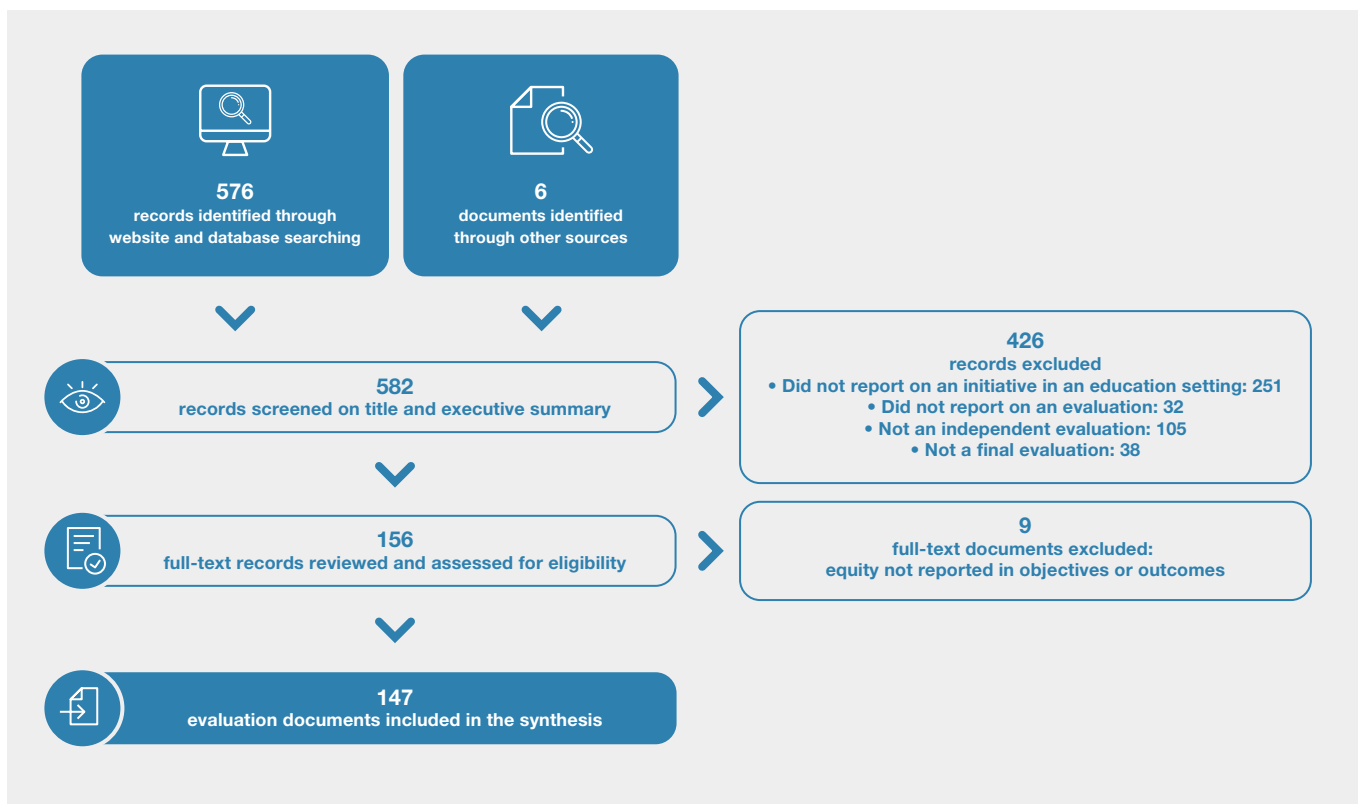 576
records identified through
website and database searching
6
documents identified
through other sources
582
records screened on title and executive summary
426
records excluded
• Did not report on an initiative in an education setting: 251
• Did not report on an evaluation: 32
• Not an independent evaluation: 105
• Not a final evaluation: 38
156
full-text records reviewed and assessed for eligibility
9
full-text documents excluded:
equity not reported in objectives or outcomes
147
evaluation documents included in the synthesis